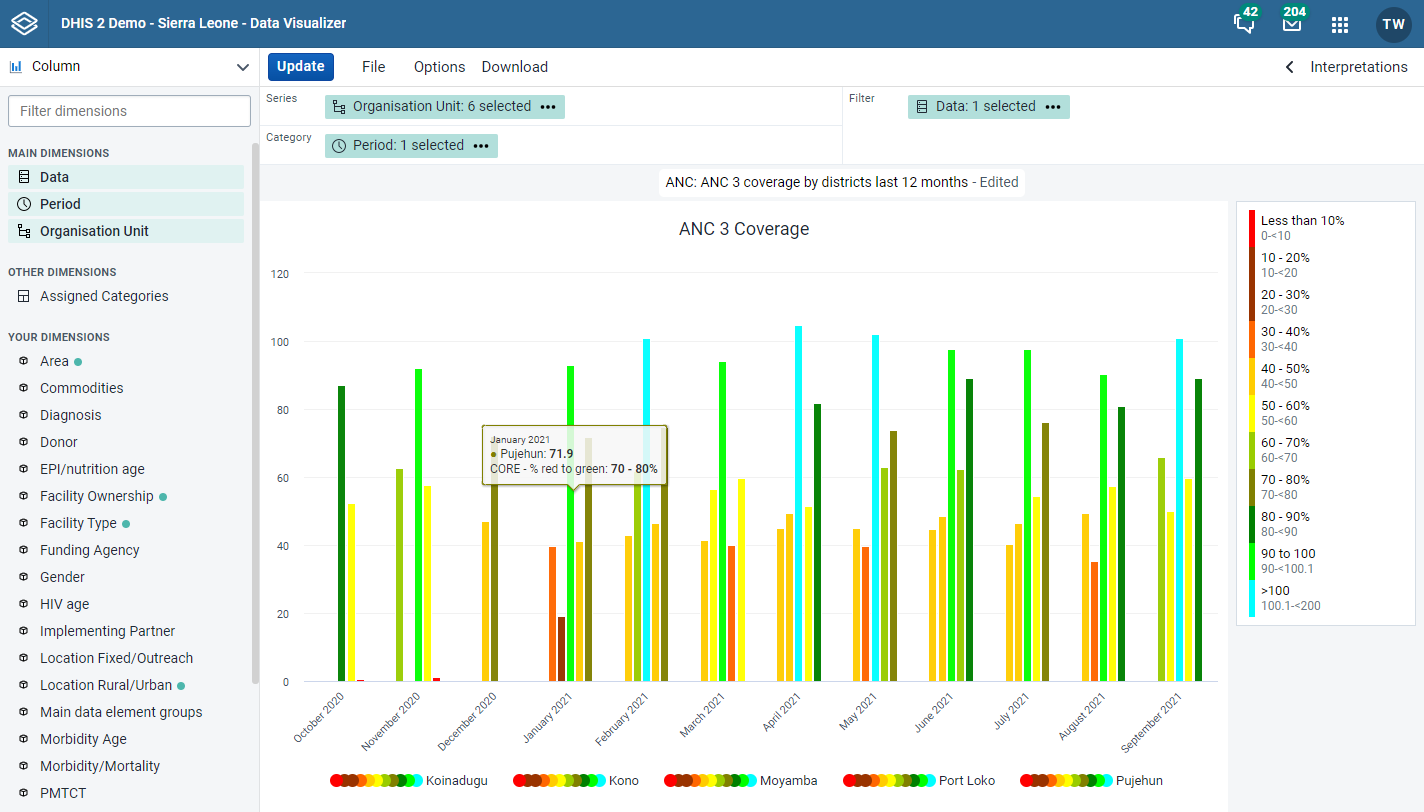 DHIS 2 Demo - Sierra Leone - Data Visualizer
42
204
TW
Column
Update
File
Options
Download
Interpretations
Filter dimensions
MAIN DIMENSIONS
Data
Period
Organisation Unit
OTHER DIMENSIONS
Assigned Categories
YOUR DIMENSIONS
Area
Commodities
Diagnosis
Donor
EPI/nutrition age
Facility Ownership
Facility Type
Funding Agency
Gender
HIV age
Implementing Partner
Location Fixed/Outreach
Location Rural/Urban
Main data element groups
Morbidity Age
Morbidity/Mortality
PMTCT
Series
Organisation Unit: 6 selected
Category
Period: 1 selected
Filter
Data: 1 selected
ANC: ANC 3 coverage by districts last 12 months - Edited
ANC 3 Coverage
120
100
80
60
40
20
0
January 2021
Pujehun: 71.9
CORE - % red to green: 70 - 80%
October 2020
November 2020
December 2020
January 2021
February 2021
March 2021
April 2021
May 2021
June 2021
July 2021
August 2021
September 2021
Koinadugu
Kono
Moyamba
Port Loko
Pujehun
Less than 10%
0-<10
10 - 20%
10-<20
20 - 30%
20-<30
30 - 40%
30-<40
40 - 50%
40-<50
50 - 60%
50-<60
60 - 70%
60-<70
70 - 80%
70-<80
80 - 90%
80-<90
90 to 100
90-<100.1
>100
100.1-<200